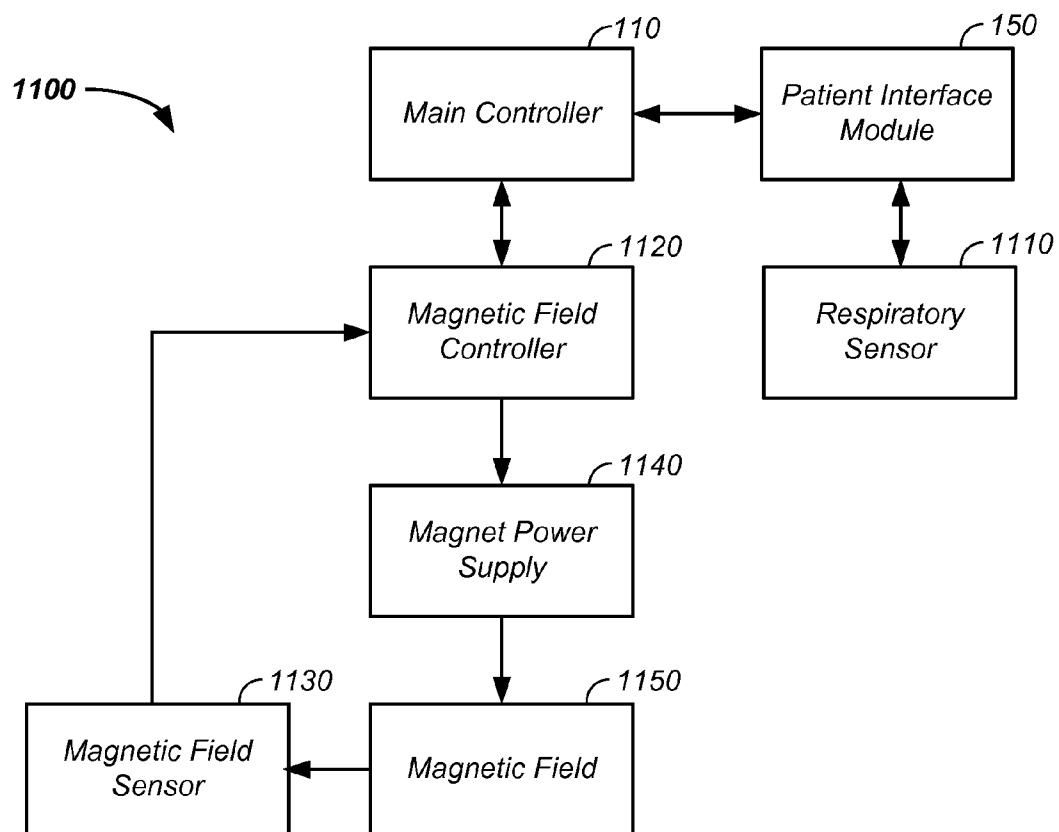 110
150
1100
Main Controller
Patient Interface
Module
1120
1110
Magnetic Field
Controller
Respiratory
Sensor
1140
Magnet Power
Supply
1130
1150
Magnetic Field
Sensor
Magnetic Field